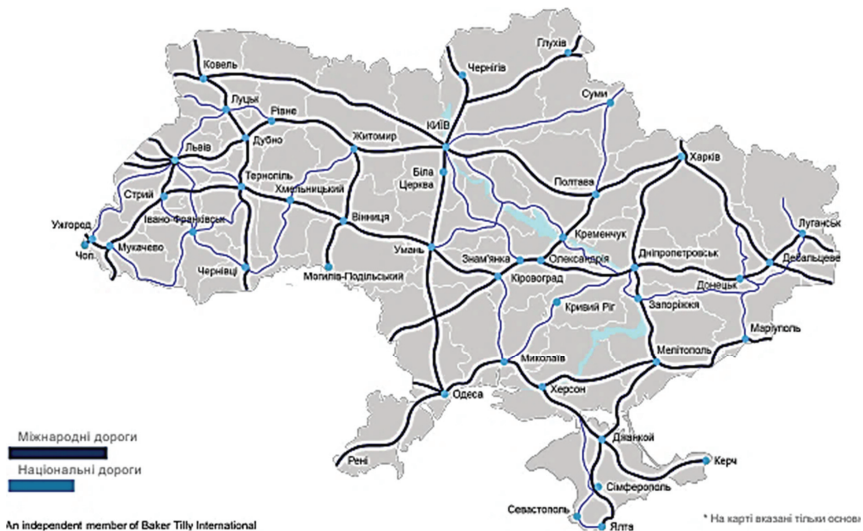 Глухів
Чернігів
Ковель
Суми
Луцьк
Рівне
КИЇВ
Дубно
Житомир
Львів
Харків
Біла
Церква
Тернопіль
Полтава
Хмельницький
Стрий
Івано-Франківськ
Ужгород
Вінниця
Кременчук
Луганськ
Чоп
Мукачево
Умань
Знам'янка
Олександрія
Дніпропетровськ
Дебальцеве
Чернівці
Могилів-Подільський
Кіровоград
Донецьк
Запоріжжя
Кривий Ріг
Маріуполь
Миколаїв
Мелітополь
Херсон
Одеса
Міжнародні дороги
Джанкой
Рені
Керч
Національні дороги
Сімферополь
Севастополь
An independent member of Baker Tilly International
Ялта
* На карті вказані тільки основн